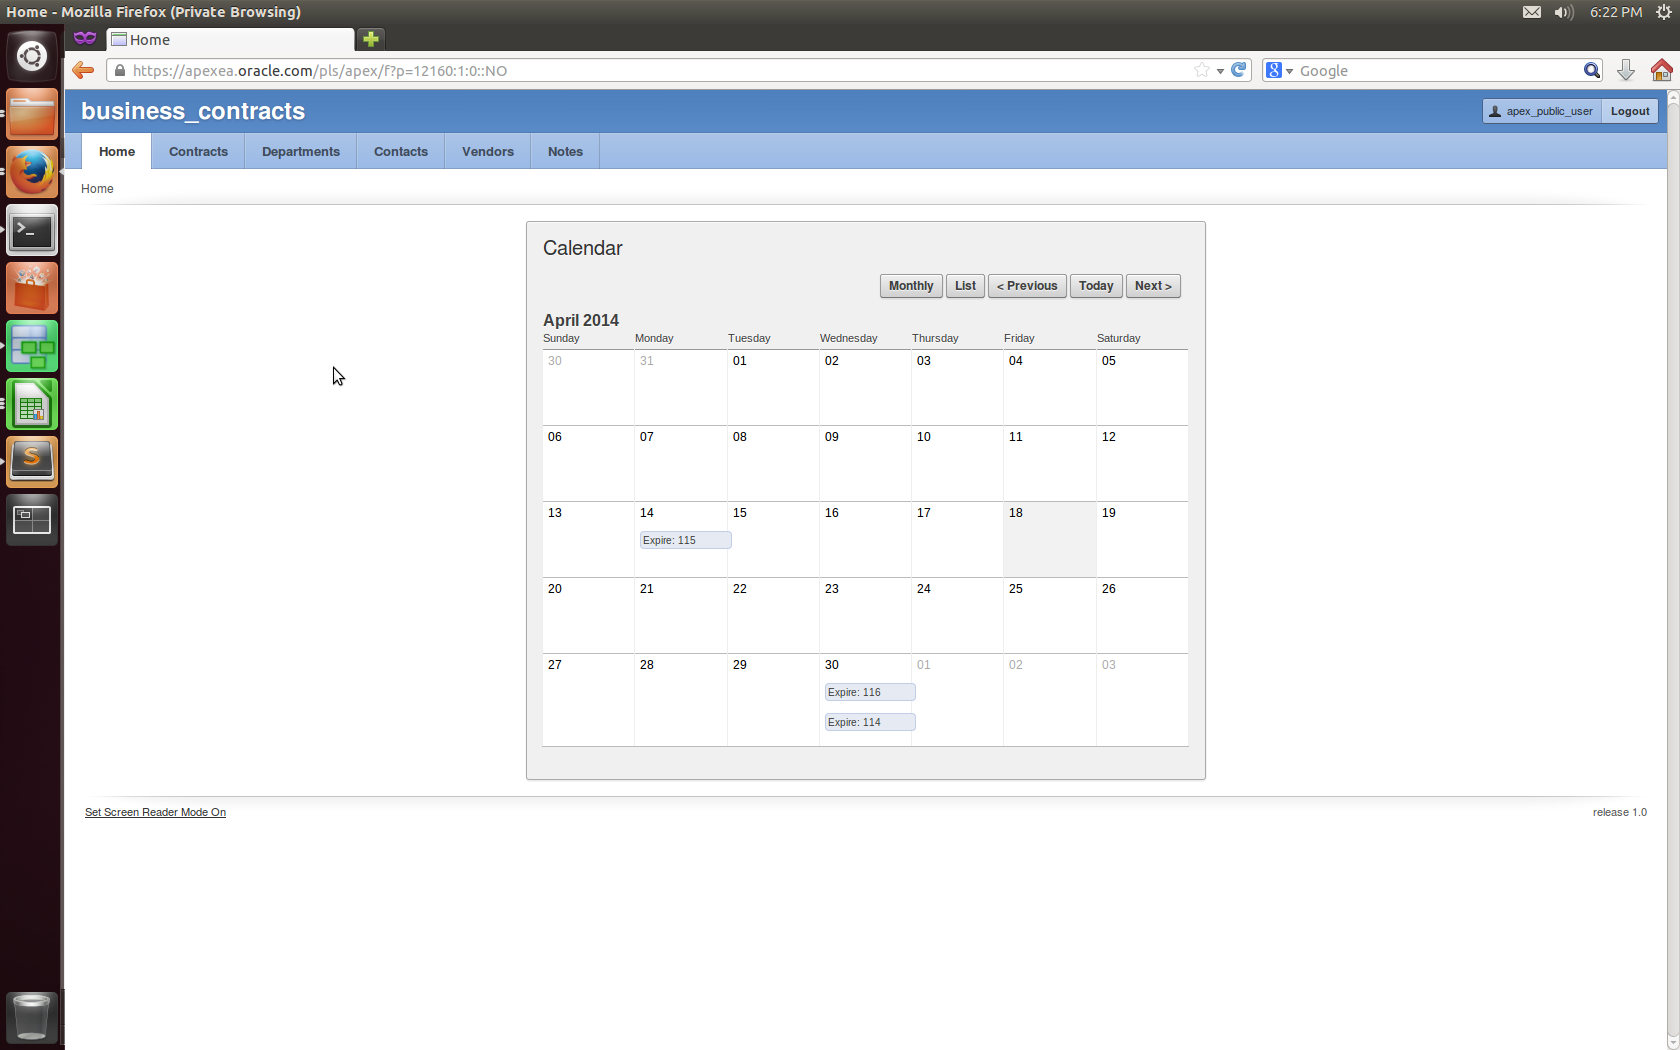 Home - Mozilla Firefox (Private Browsing)
6:22 PM
Home
https://apexea.oracle.com/pls/apex/f?p=12160:1:0::NO
8
Google
business_contracts
apex_public_user
Logout
Home
Contracts
Departments
Contacts
Vendors
Notes
Home
Calendar
Monthly
List
< Previous
Today
Next >
April 2014
Sunday Monday Tuesday Wednesday Thursday Friday Saturday
30 31 01 02 03 04 05
06 07 08 09 10 11 12
13 14 15 16 17 18 19
Expire: 115
20 21 22 23 24 25 26
27 28 29 30 01 02 03
Expire: 116
Expire: 114
Set Screen Reader Mode On
release 1.0